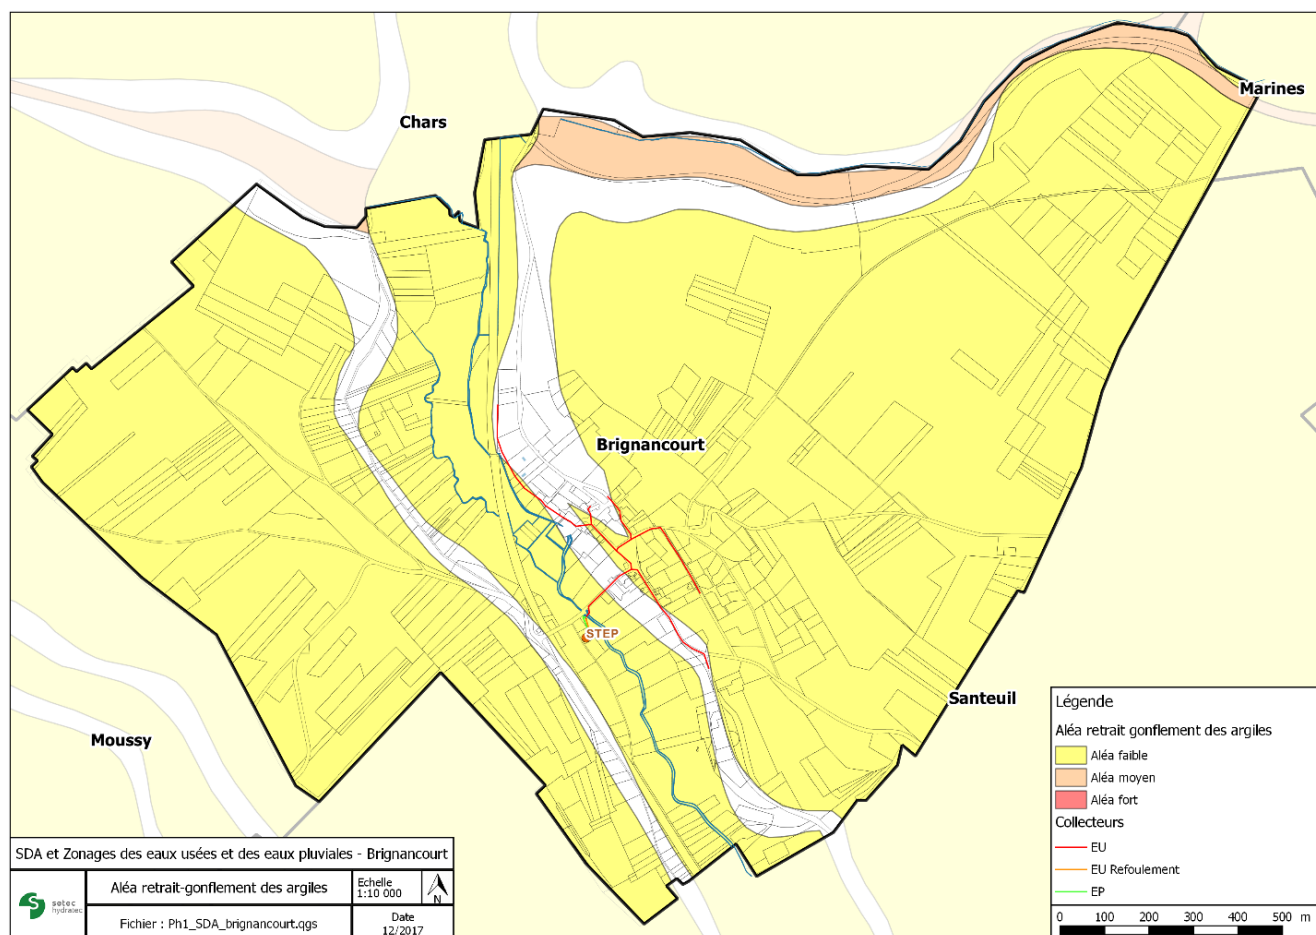 Marines
Chars
Brignancourt
STEP
Santeuil
Moussy
Légende
Aléa retrait gonflement des argiles
Aléa faible
Aléa moyen
Aléa fort
Collecteurs
EU
EU Refoulement
EP
0 100 200 300 400 500 m
SDA et Zonages des eaux usées et des eaux pluviales - Brignancourt
setec
hydratec
Aléa retrait-gonflement des argiles
Echelle
1:10 000
N
Fichier : Ph1_SDA_brignancourt.qgs
Date
12/2017